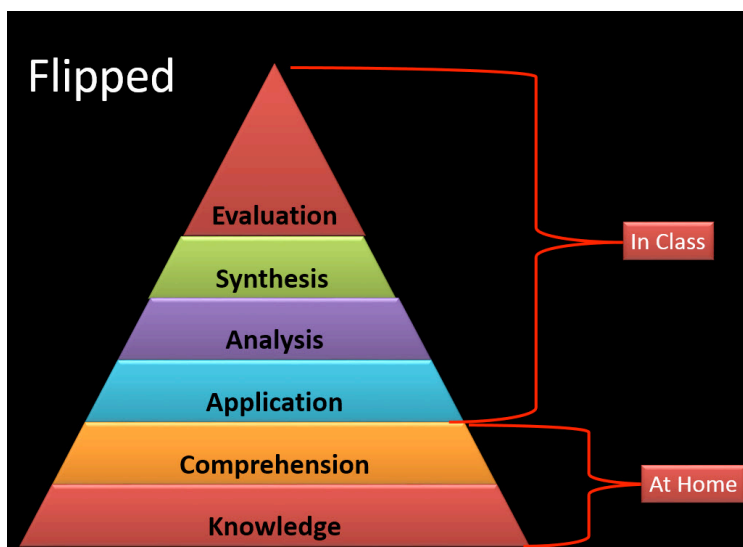 Flipped
Evaluation
Synthesis
Analysis
Application
Comprehension
Knowledge
In Class
At Home